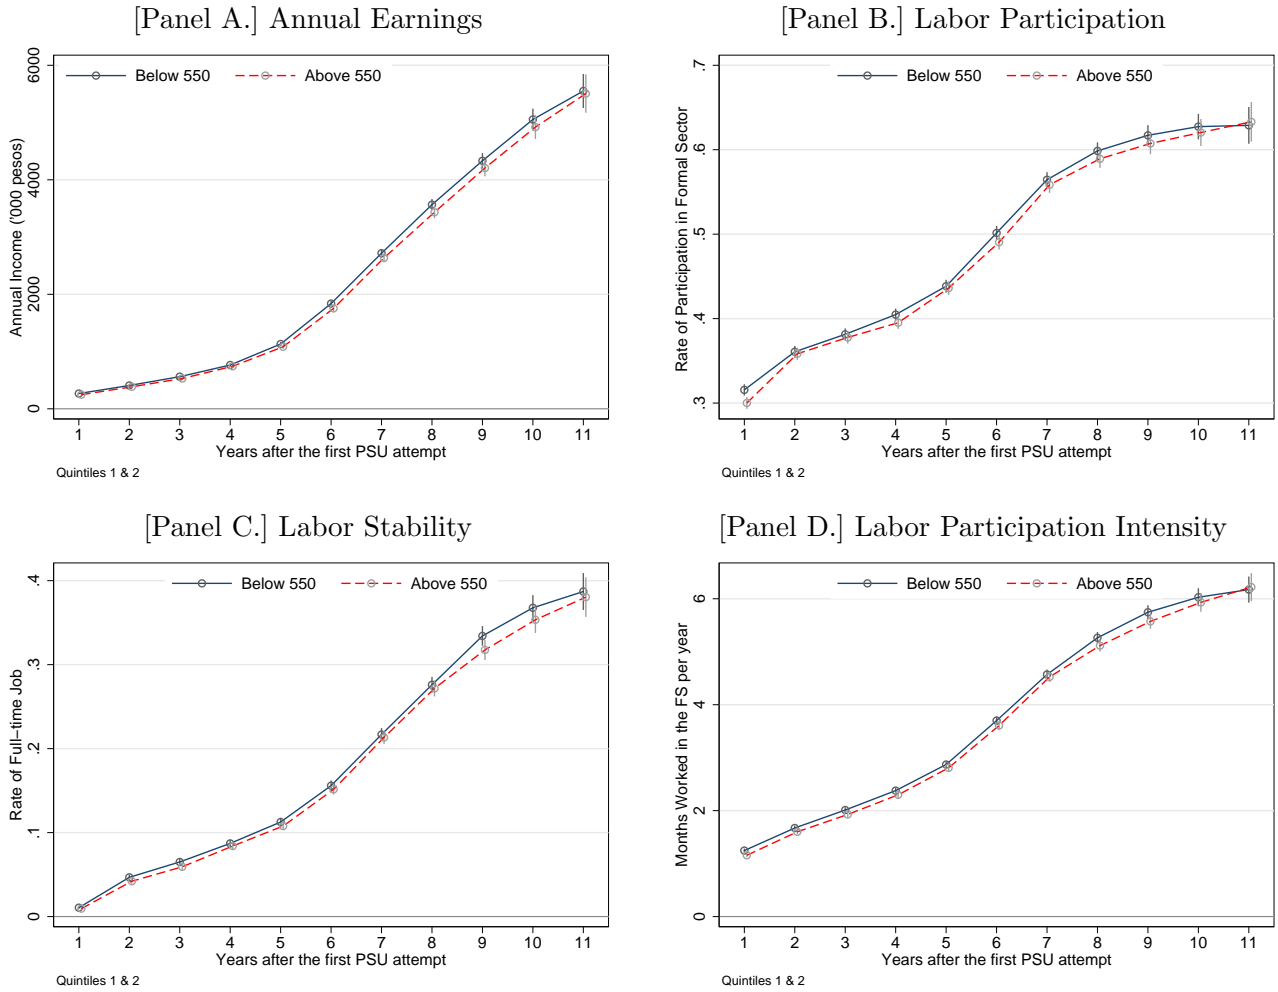 [Panel A.] Annual Earnings
Below 550
Above 550
Annual Income ('000 pesos)
6000
4000
2000
0
1 2 3 4 5 6 7 8 9 10 11
Years after the first PSU attempt
Quintiles 1 & 2
[Panel B.] Labor Participation
Below 550
Above 550
Rate of Participation in Formal Sector
.7
.6
.5
.4
.3
1 2 3 4 5 6 7 8 9 10 11
Years after the first PSU attempt
Quintiles 1 & 2
[Panel C.] Labor Stability
Below 550
Above 550
Rate of Full−time Job
.4
.3
.2
.1
0
1 2 3 4 5 6 7 8 9 10 11
Years after the first PSU attempt
Quintiles 1 & 2
[Panel D.] Labor Participation Intensity
Below 550
Above 550
Months Worked in the FS per year
6
4
2
0
1 2 3 4 5 6 7 8 9 10 11
Years after the first PSU attempt
Quintiles 1 & 2